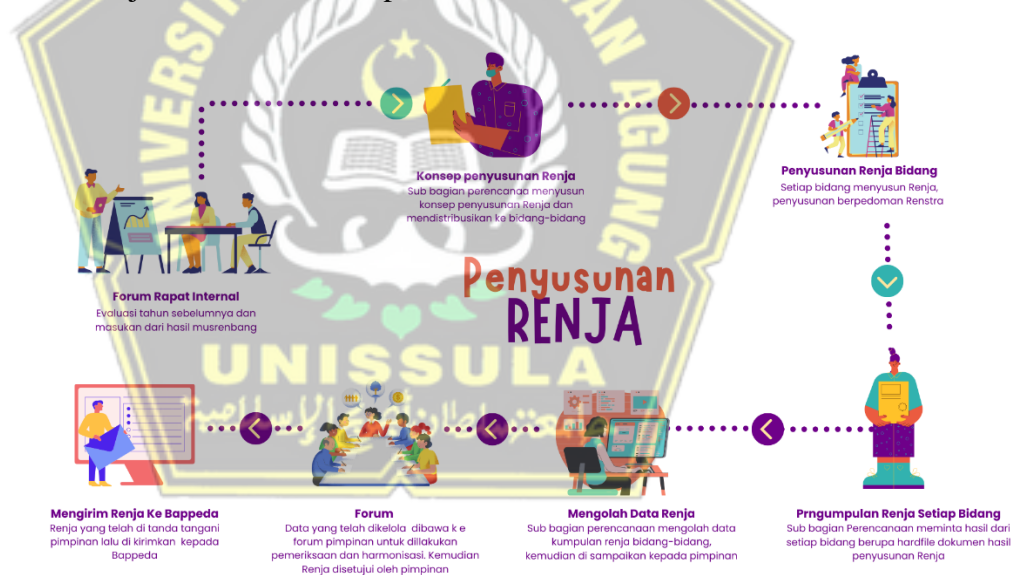 UNIVERSI
AN AGUNG
Konsep penyusunan Renja
Sub bagian perencanga menyusun
konsep penyusunan Renja dan
mendistribusikan ke bidang-bidang
Penyusunan Renja Bidang
Setiap bidang menyusun Renja,
penyusunan berpedoman Renstra
Forum Rapat Internal
Evaluasi tahun sebelumnya dan
masukan dari hasil musrenbang
Penyusunan
RENJA
UNISSULA
Mengirim Renja Ke Bappeda
Renja yang telah di tanda tangani
pimpinan lalu di kirimkan kepada
Bappeda
Forum
Data yang telah dikelola dibawa k e
forum pimpinan untuk dillakukan
pemeriksaan dan harmonisasi. Kemudian
Renja disetujui oleh pimpinan
Mengolah Data Renja
Sub bagian perencanaan mengolah data
kumpulan renja bidang-bidang,
kemudian di sampaikan kepada pimpinan
Prngumpulan Renja Setiap Bidang
Sub bagian Perencanaan meminta hasil dari
setiap bidang berupa hardfile dokumen hasil
penyusunan Renja